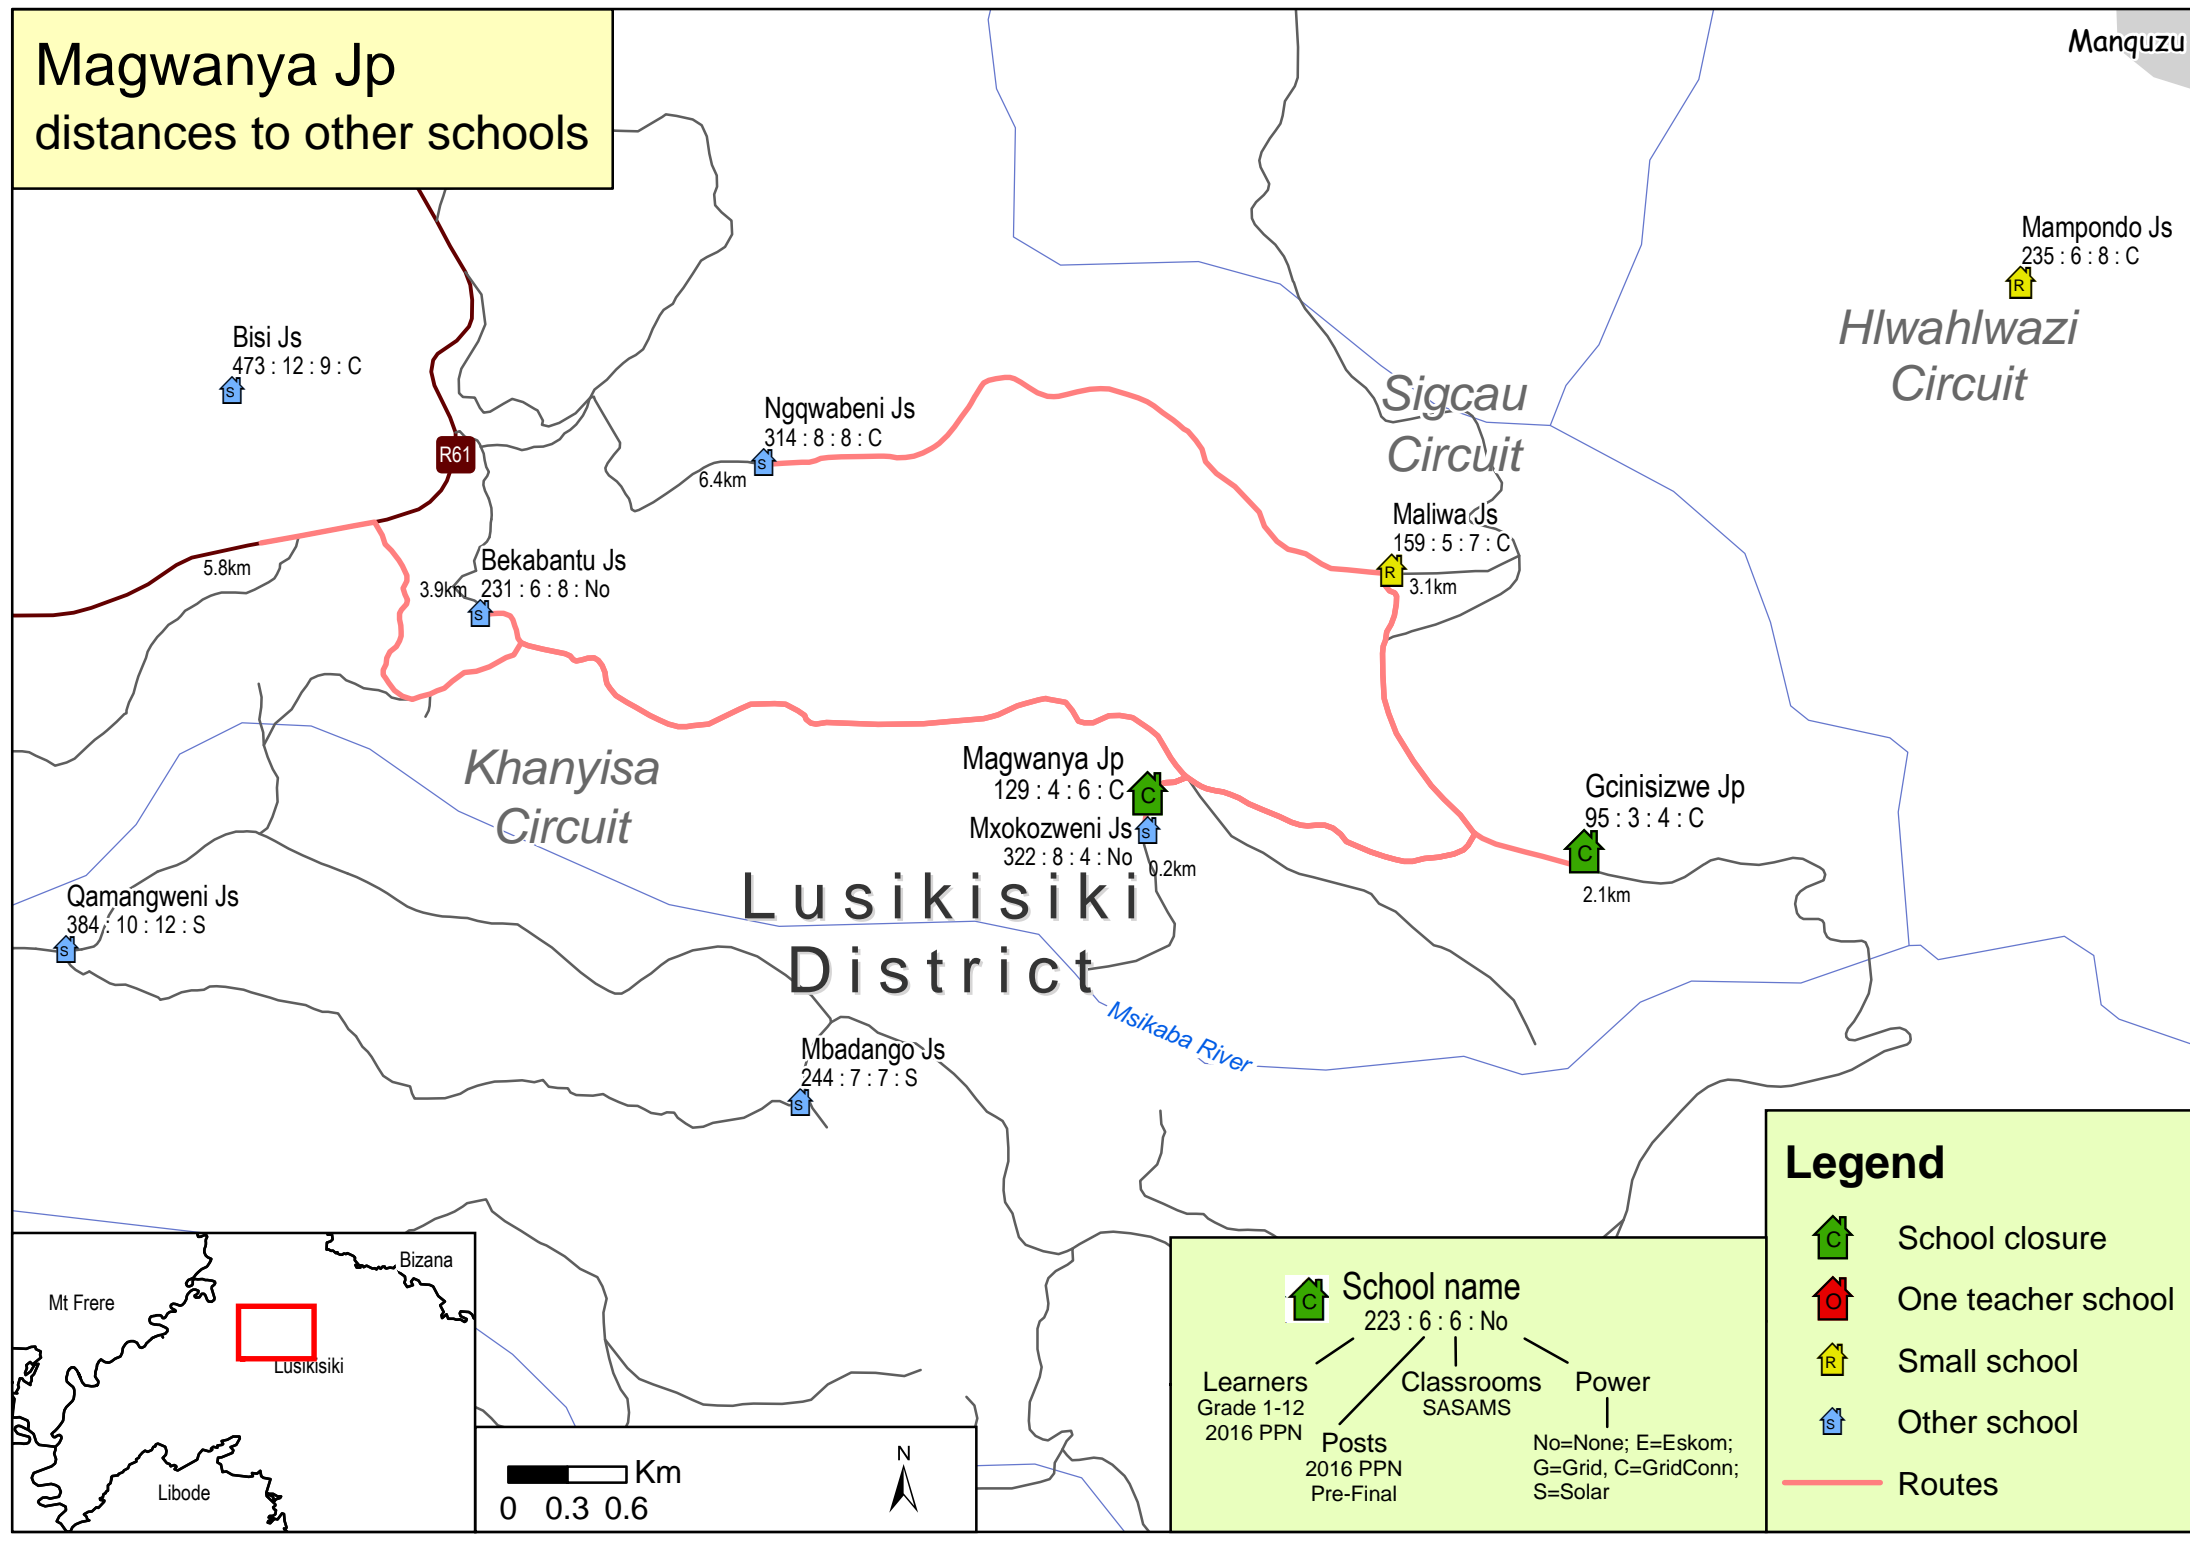 Magwanya Jp
distances to other schools
Manquzu
Mampondo Js
235 : 6 : 8 : C
R
Hlwahlwazi
Circuit
Bisi Js
473 : 12 : 9 : C
S
Sigcau
Circuit
Ngqwabeni Js
314 : 8 : 8 : C
S
6.4km
R61
Maliwa Js
159 : 5 : 7 : C
R
3.1km
5.8km
Bekabantu Js
3.9km
231 : 6 : 8 : No
S
Khanyisa
Circuit
Magwanya Jp
129 : 4 : 6 : C
C
Gcinisizwe Jp
95 : 3 : 4 : C
C
2.1km
Mxokozweni Js
322 : 8 : 4 : No
S
0.2km
Lusikisiki
District
Qamangweni Js
384 : 10 : 12 : S
S
Msikaba River
Mbadango Js
244 : 7 : 7 : S
S
Mt Frere
Bizana
Lusikisiki
Libode
Km
0 0.3 0.6
N
C
School name
223 : 6 : 6 : No
Learners
Grade 1-12
2016 PPN
Posts
2016 PPN
Pre-Final
Classrooms
SASAMS
Power
No=None; E=Eskom;
G=Grid, C=GridConn;
S=Solar
Legend
C School closure
O One teacher school
R Small school
S Other school
Routes